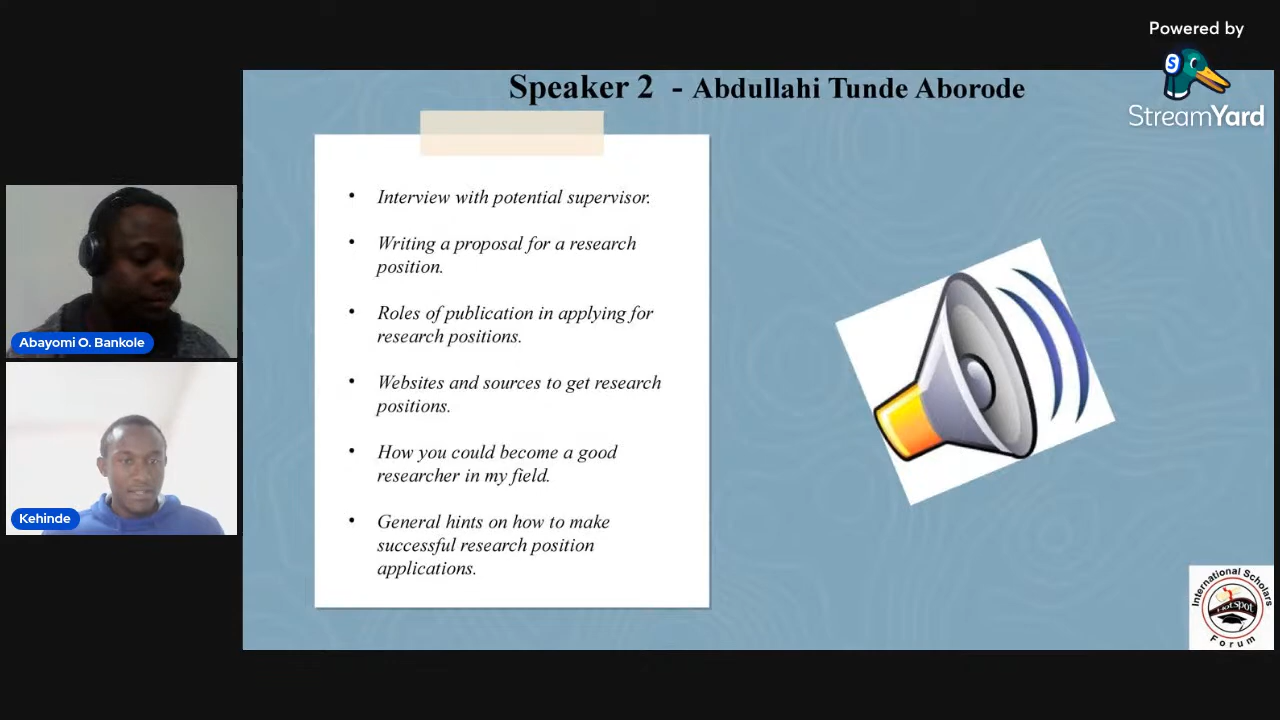 Powered by
StreamYard
Speaker 2 - Abdullahi Tunde Aborode
• Interview with potential supervisor.
• Writing a proposal for a research
position.
• Roles of publication in applying for
research positions.
• Websites and sources to get research
positions.
• How you could become a good
researcher in my field.
• General hints on how to make
successful research position
applications.
Abayomi O. Bankole
Kehinde
International Scholars
HotSpot
Forum